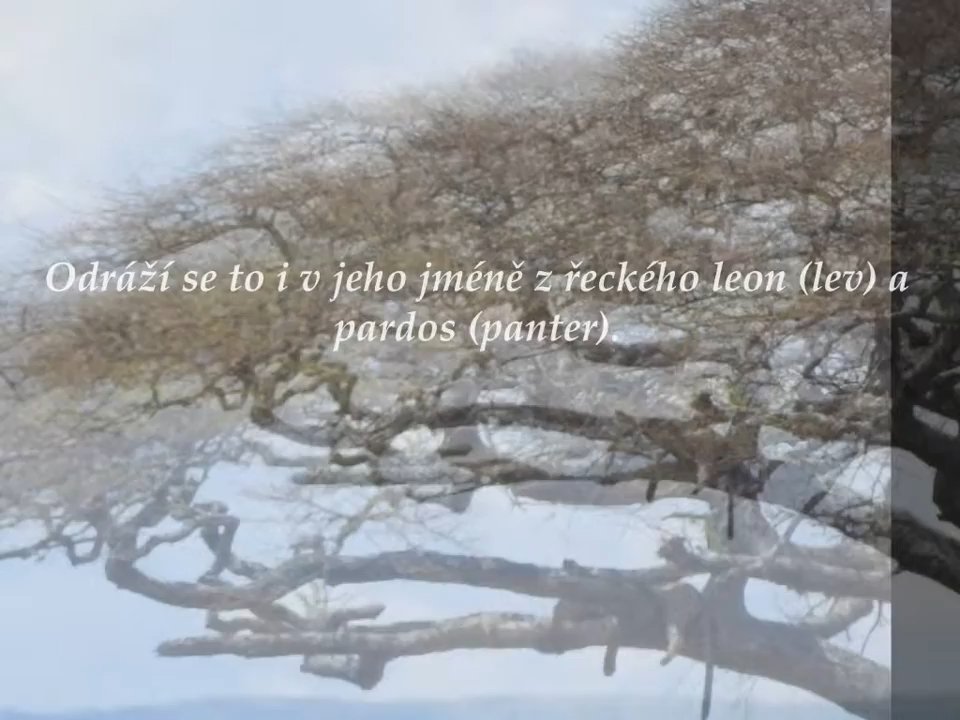 Odráží se to i v jeho jméně z řeckého leon (lev) a
pardos (panter).